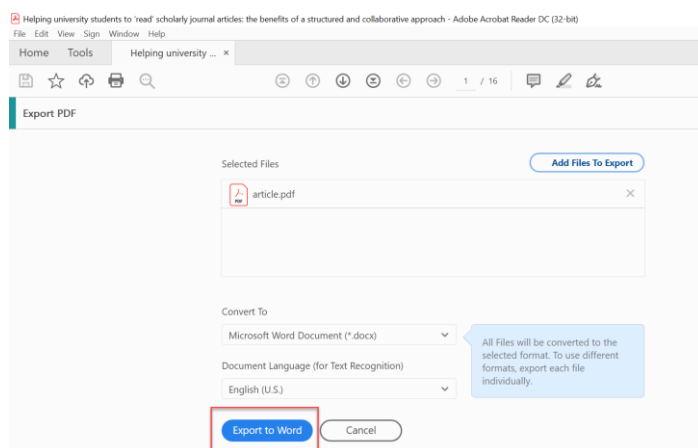 Helping university students to 'read' scholarly journal articles: the benefits of a structured and collaborative approach - Adobe Acrobat Reader DC (32-bit)
File Edit View Sign Window Help
Home Tools Helping university ... ×
1 / 16
Export PDF
Selected Files
Add Files To Export
PDF article.pdf
Convert To
Microsoft Word Document (*.docx)
All Files will be converted to the
selected format. To use different
formats, export each file
individually.
Document Language (for Text Recognition)
English (U.S.)
Export to Word Cancel